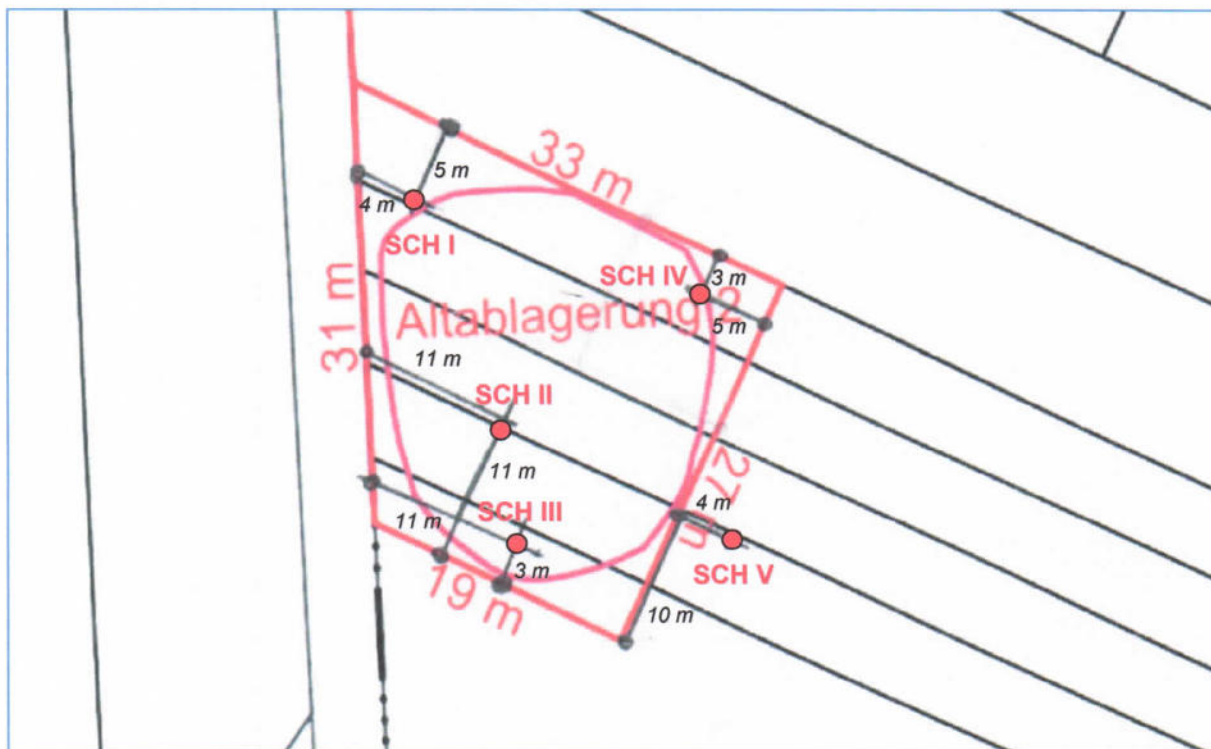 33 m
5 m
4 m
SCH I
SCH IV
3 m
Altablagerung 2
5 m
31 m
11 m
SCH II
11 m
27 m
4 m
SCH III
11 m
SCH V
3 m
19 m
10 m